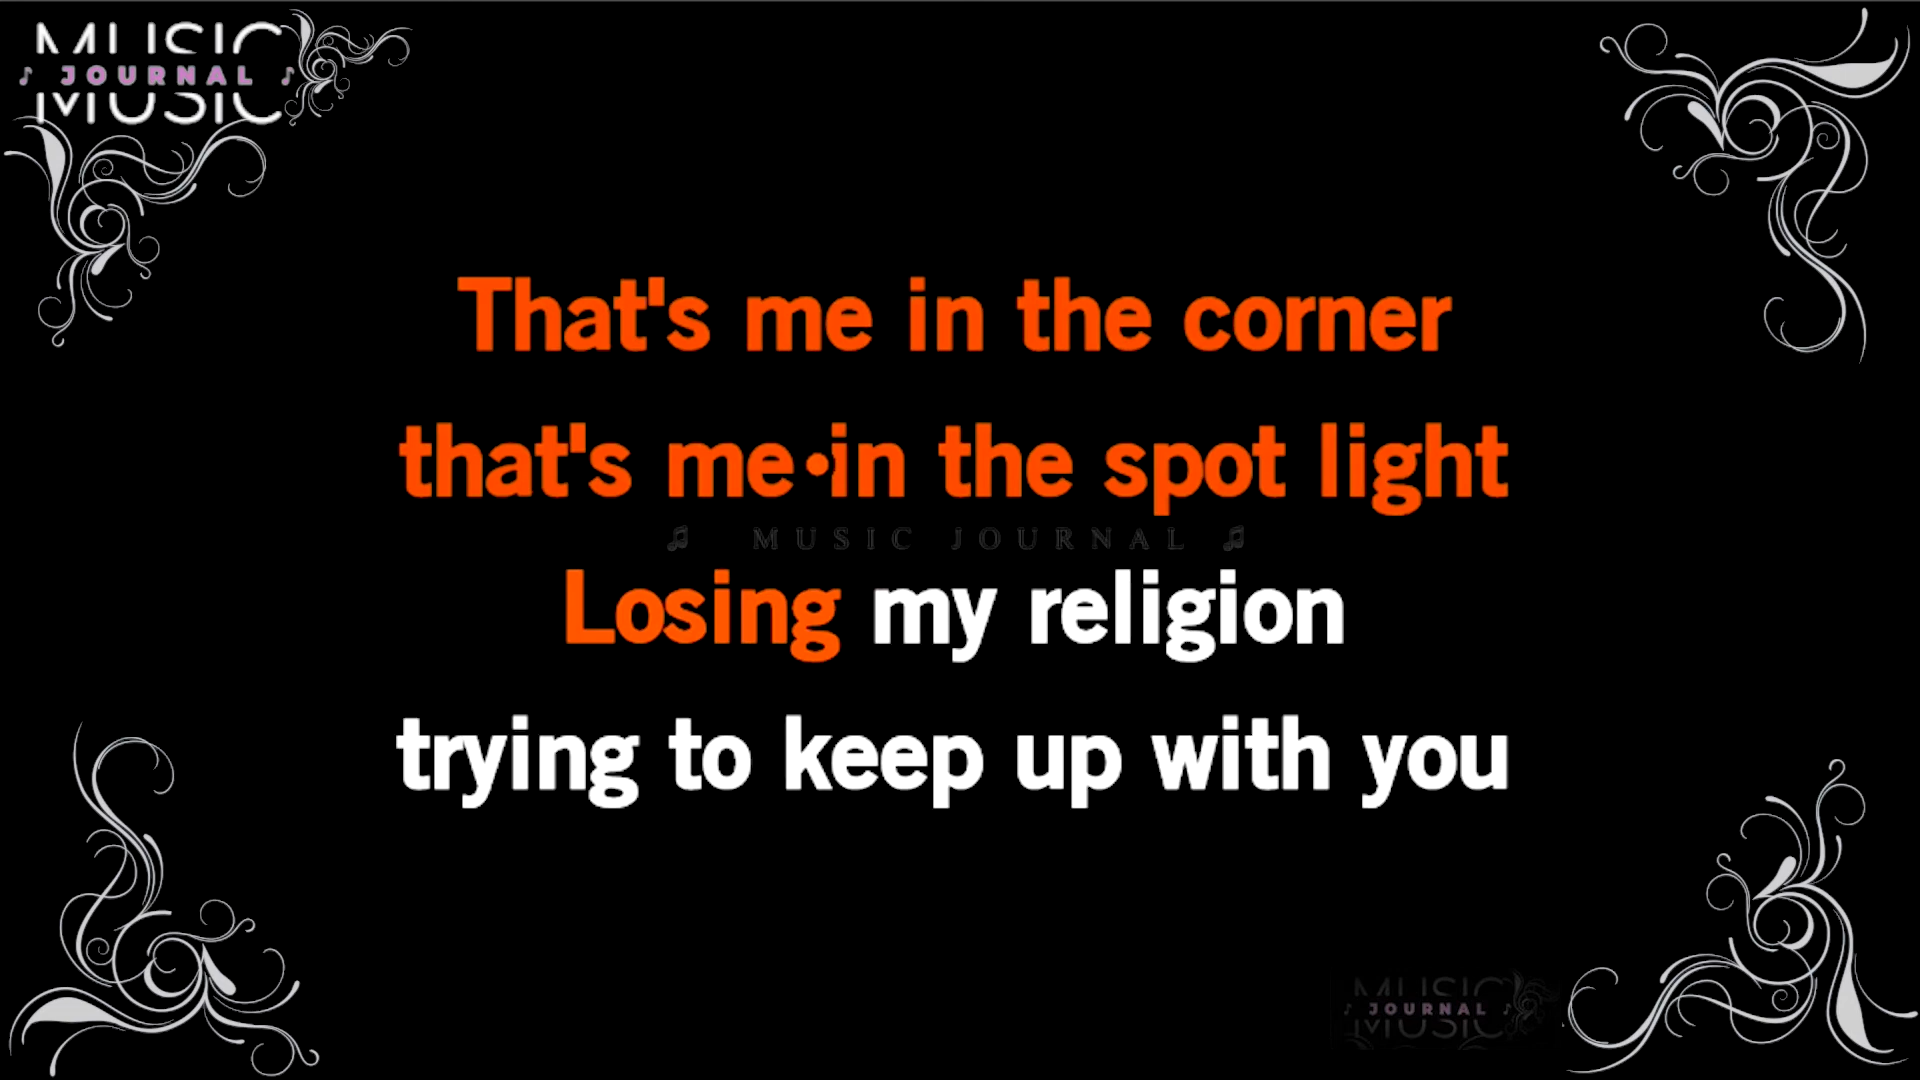 MUSIC
♪ JOURNAL ♪
MUSIC
That's me in the corner
that's me•in the spot light
♫ MUSIC JOURNAL ♫
Losing my religion
trying to keep up with you
MUSIC
♪ JOURNAL ♪
MUSIC